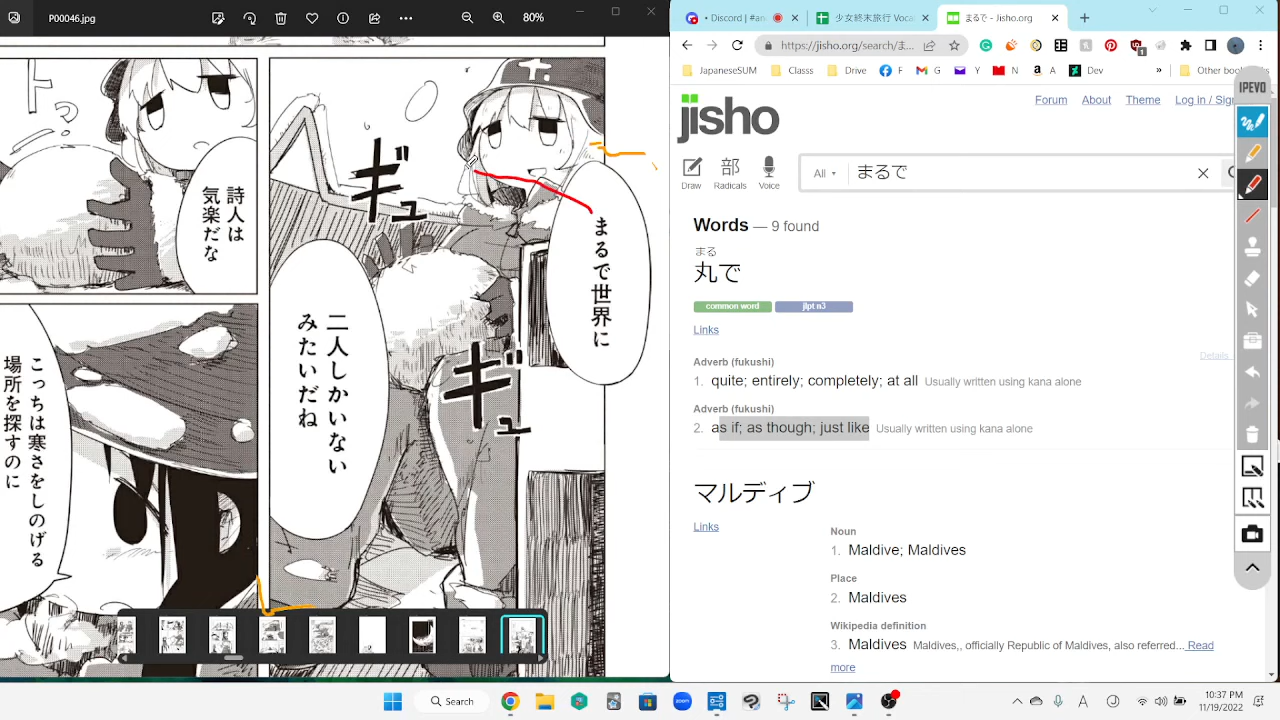 P00046.jpg
80%
Discord | #an
少女終末旅行 Voca
まるで - Jisho.org
https://jisho.org/search/ま...
JapaneseSUM
Classs
Drive
F
G
Y
N
A
Dev
»
Other book
まるで世界に
二人しかいない
みたいだね
ギュ
ギュ
トっ
詩人は
気楽だな
こっちは寒さをしのげる
場所を探すのに
jisho
Forum
About
Theme
Log in / Sign
Draw
Radicals
Voice
All
まるで
Words — 9 found
まる
丸で
common word
jlpt n3
Links
Details
Adverb (fukushi)
1. quite; entirely; completely; at all Usually written using kana alone
Adverb (fukushi)
2. as if; as though; just like Usually written using kana alone
マルディブ
Links
Noun
1. Maldive; Maldives
Place
2. Maldives
Wikipedia definition
3. Maldives Maldives,, officially Republic of Maldives, also referred... Read
more
IPEVO
Search
zoom
A
10:37 PM
11/19/2022